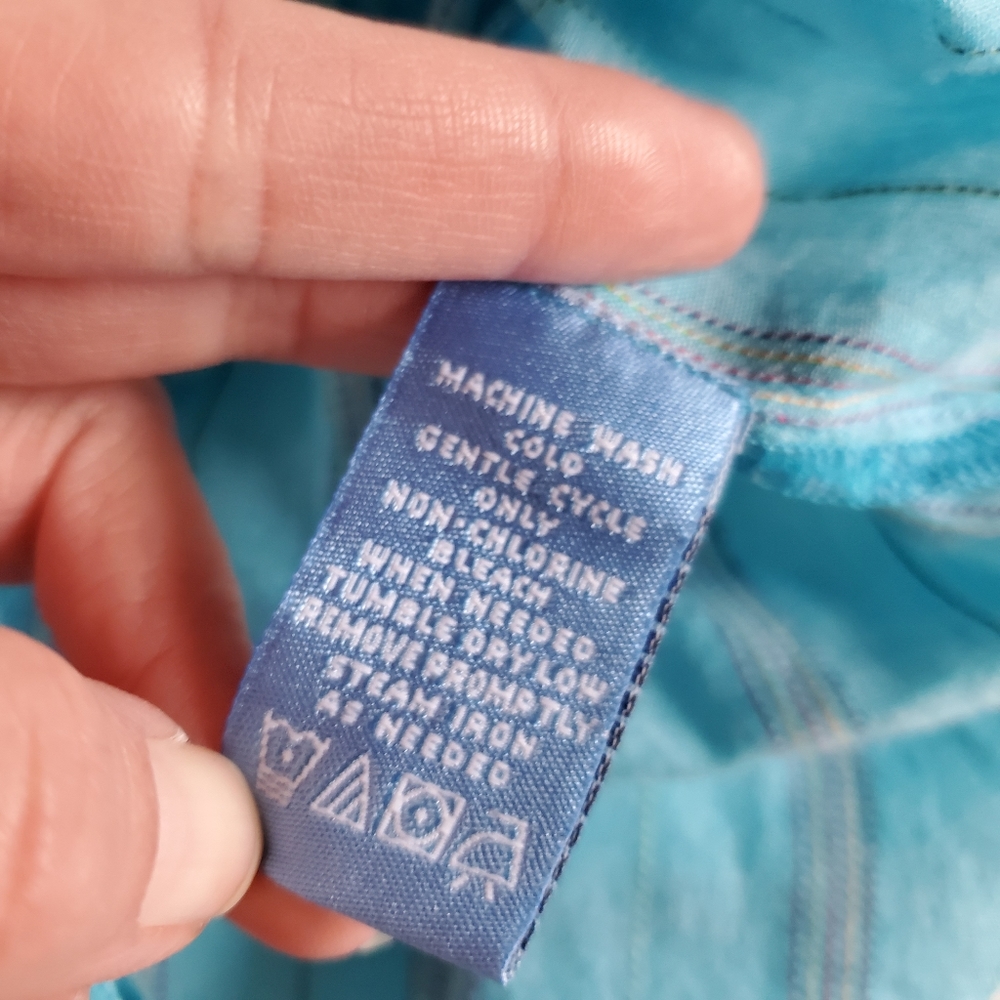 MACHINE WASH
COLD
GENTLE CYCLE
ONLY
NON-CHLORINE
BLEACH
WHEN NEEDED
TUMBLE DRY LOW
REMOVE PROMPTLY
STEAM IRON
AS NEEDED